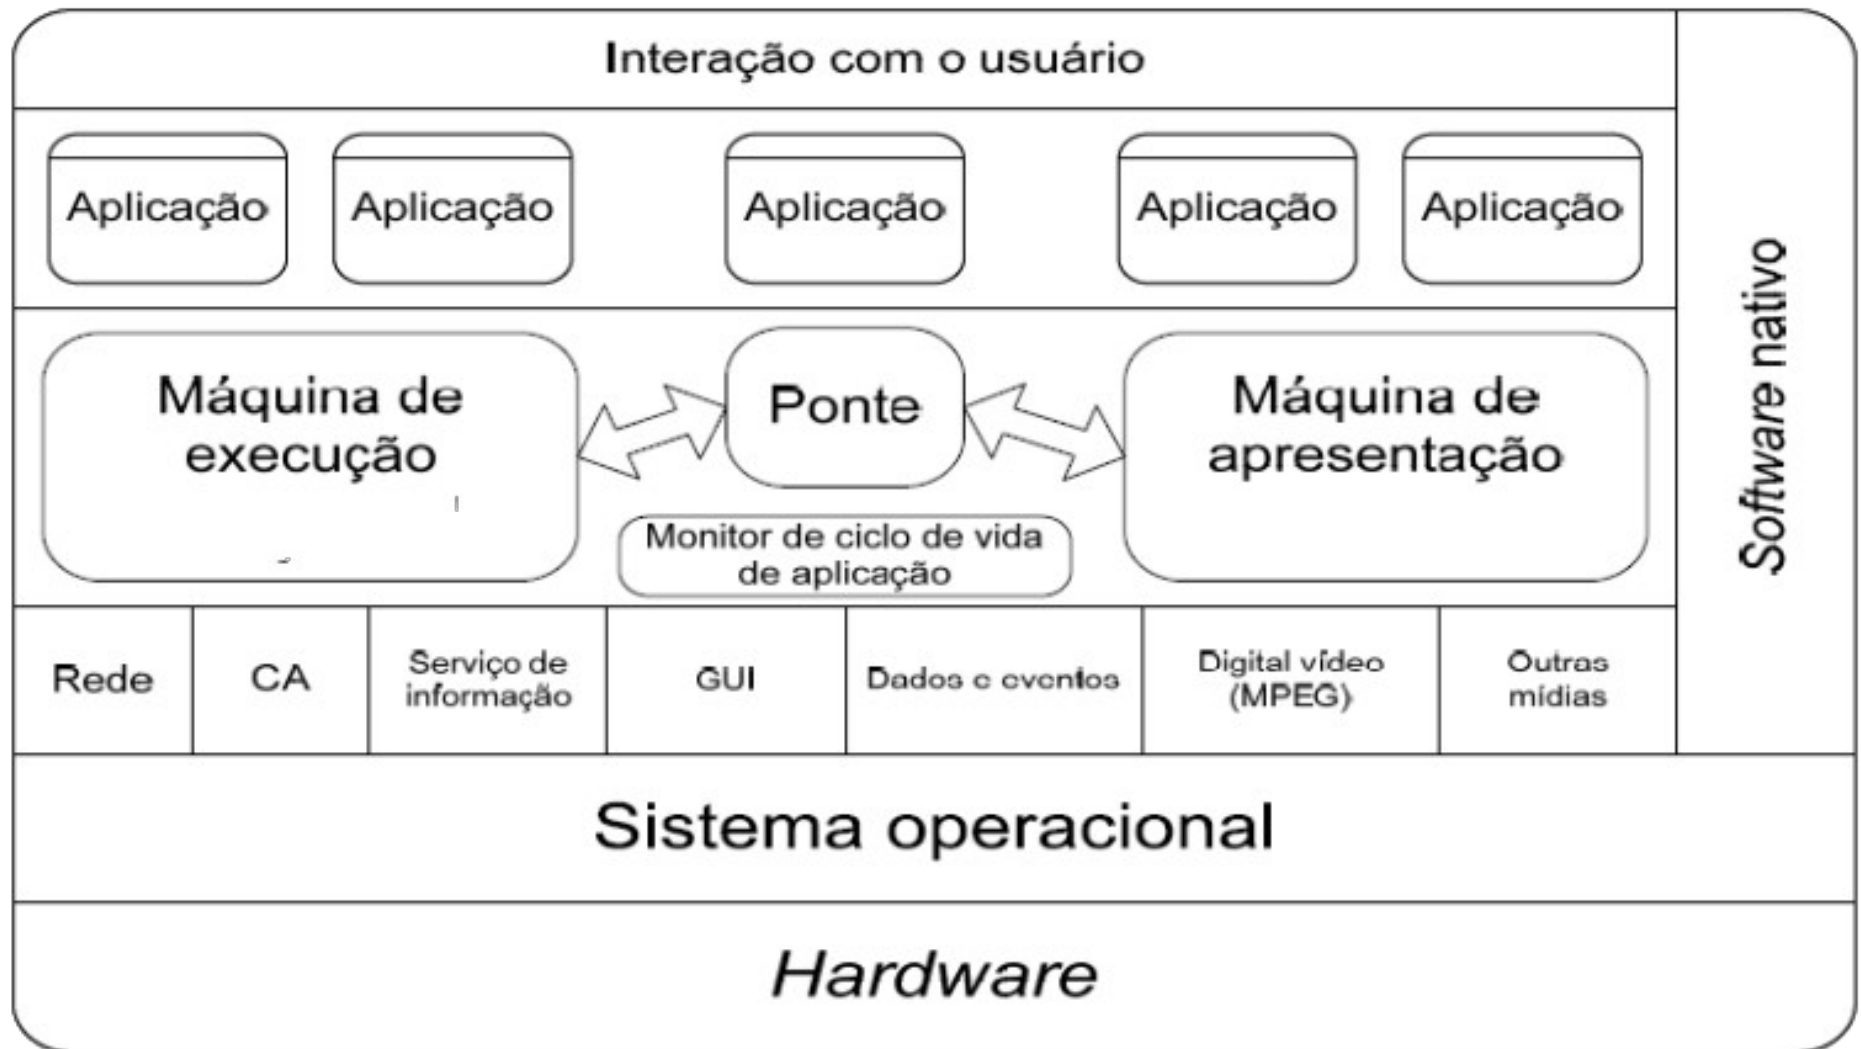 Interação com o usuário
Aplicação
Aplicação
Aplicação
Aplicação
Aplicação
Máquina de
execução
Ponte
Máquina de
apresentação
Monitor de ciclo de vida
de aplicação
Rede
CA
Serviço de
informação
GUI
Dados e eventos
Digital vídeo
(MPEG)
Outras
mídias
Software nativo
Sistema operacional
Hardware